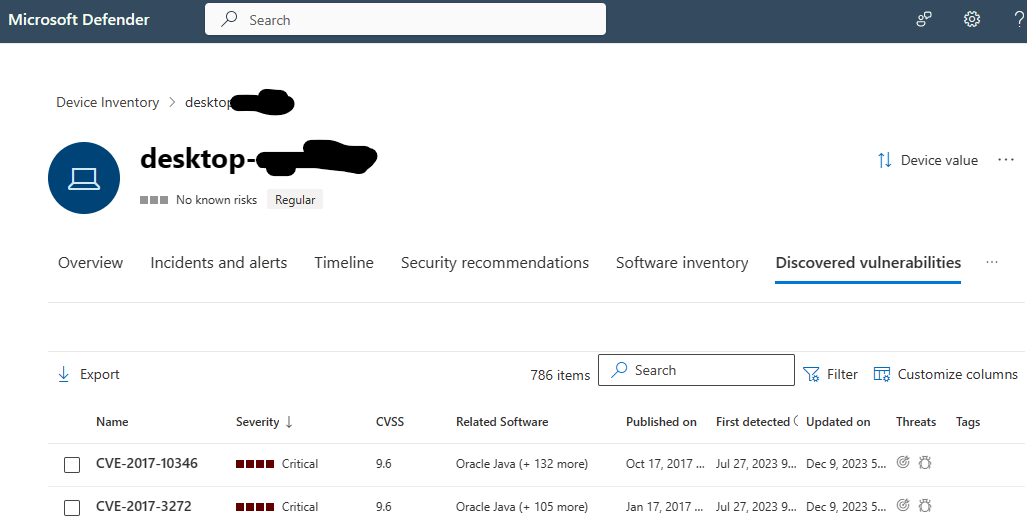 Microsoft Defender
Search
?
Device Inventory > desktop
desktop-
No known risks Regular
Device value ...
Overview Incidents and alerts Timeline Security recommendations Software inventory Discovered vulnerabilities ...
Export 786 items Search Filter Customize columns
Name Severity ↓ CVSS Related Software Published on First detected Updated on Threats Tags
CVE-2017-10346 Critical 9.6 Oracle Java (+ 132 more) Oct 17, 2017 ... Jul 27, 2023 9... Dec 9, 2023 5...
CVE-2017-3272 Critical 9.6 Oracle Java (+ 105 more) Jan 17, 2017 ... Jul 27, 2023 9... Dec 9, 2023 5...